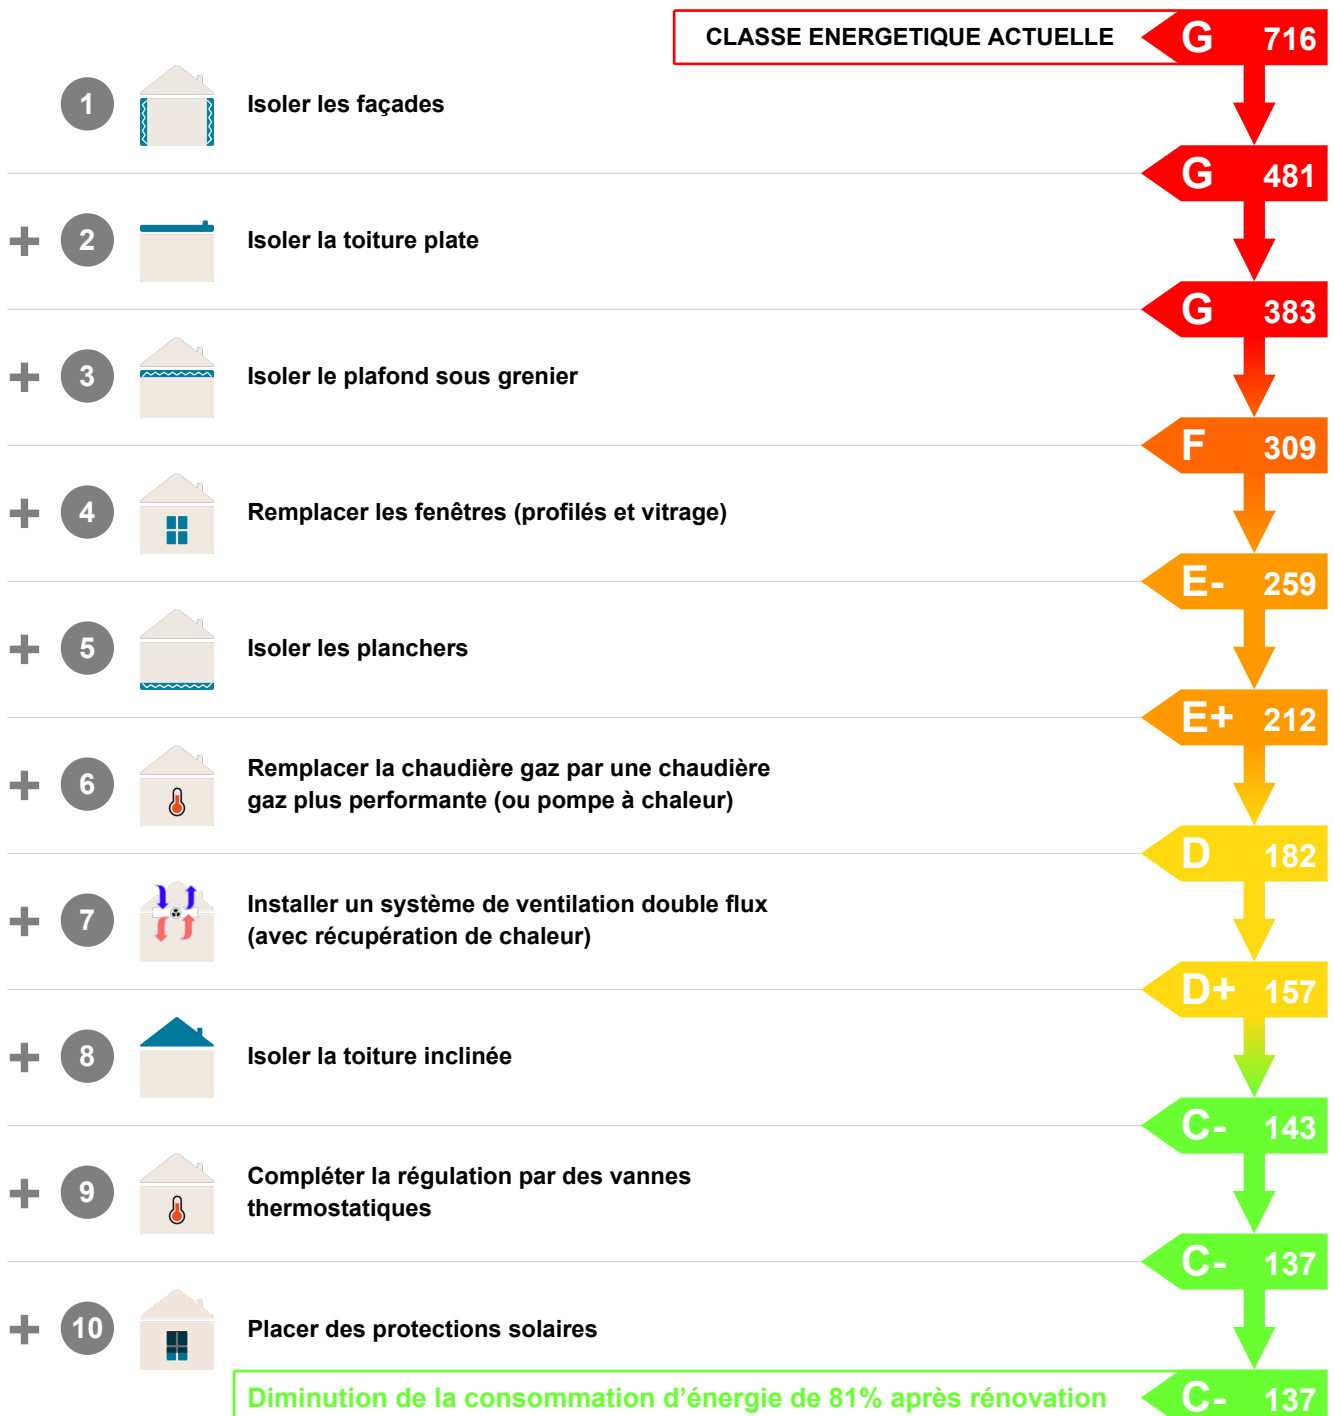 CLASSE ENERGETIQUE ACTUELLE G 716
1 Isoler les façades
G 481
+ 2 Isoler la toiture plate
G 383
+ 3 Isoler le plafond sous grenier
F 309
+ 4 Remplacer les fenêtres (profilés et vitrage)
E- 259
+ 5 Isoler les planchers
E+ 212
+ 6 Remplacer la chaudière gaz par une chaudière
gaz plus performante (ou pompe à chaleur)
D 182
+ 7 Installer un système de ventilation double flux
(avec récupération de chaleur)
D+ 157
+ 8 Isoler la toiture inclinée
C- 143
+ 9 Compléter la régulation par des vannes
thermostatiques
C- 137
+ 10 Placer des protections solaires
Diminution de la consommation d’énergie de 81% après rénovation C- 137